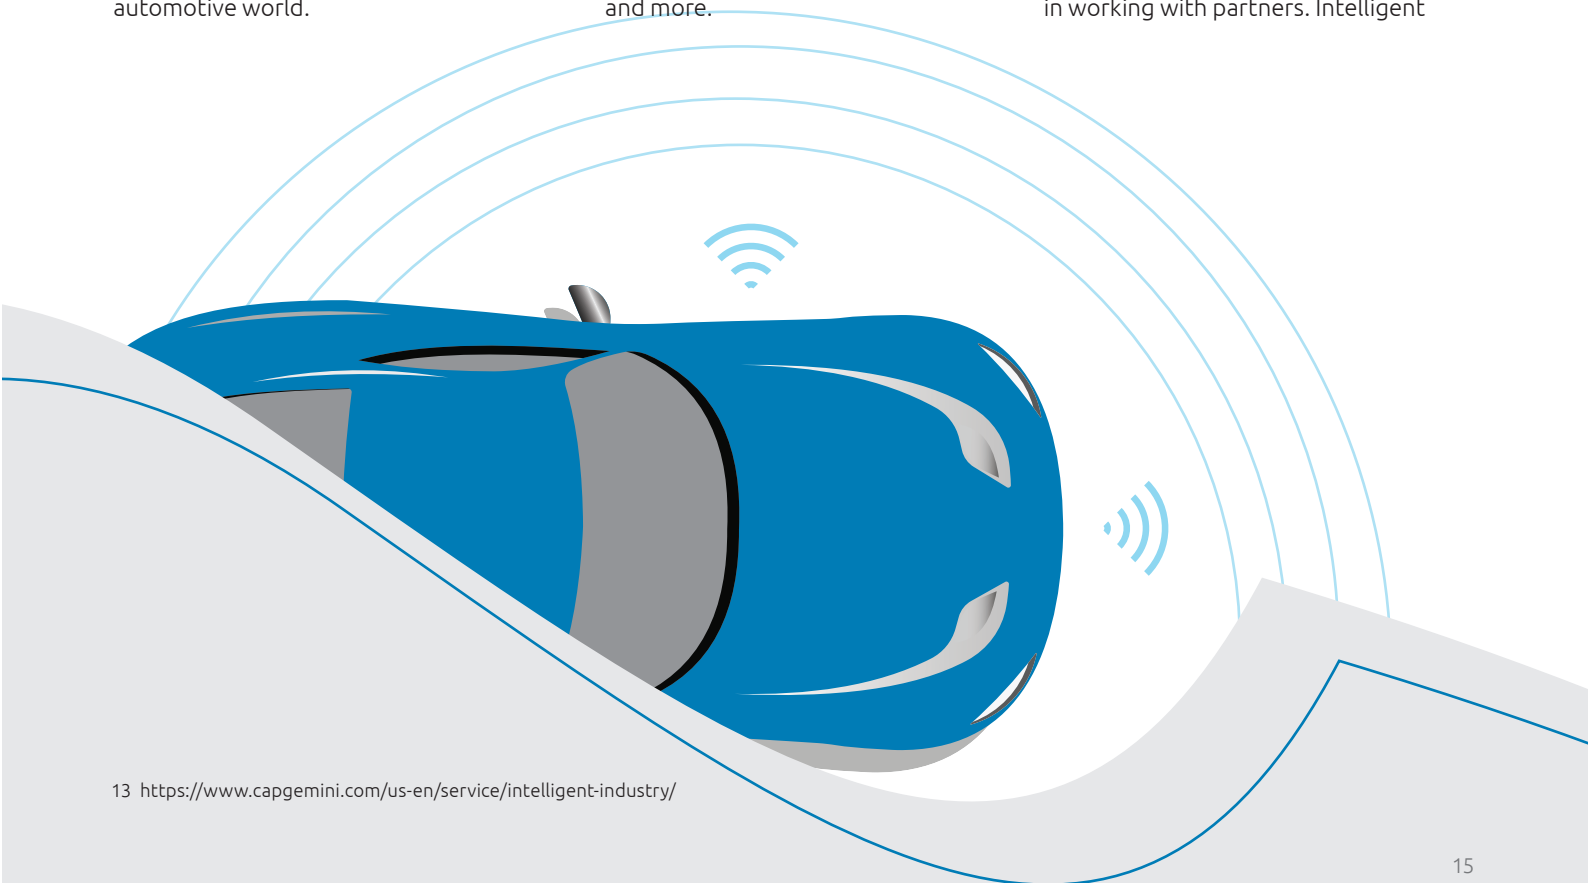 automotive world.
and more.
in working with partners. Intelligent
13 https://www.capgemini.com/us-en/service/intelligent-industry/
15